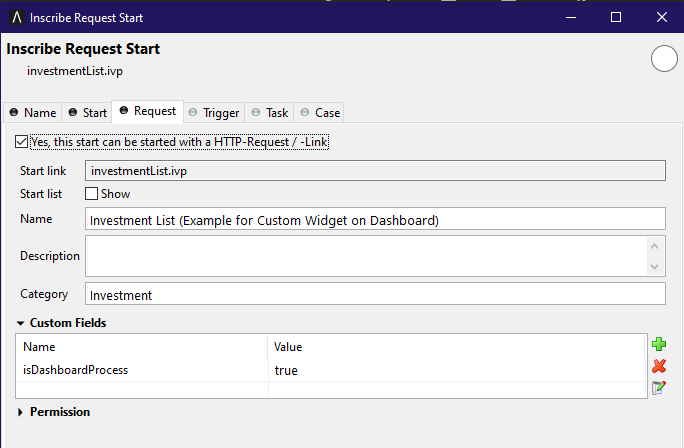 Inscribe Request Start
Inscribe Request Start
investmentList.ivp
Name Start Request Trigger Task Case
Yes, this start can be started with a HTTP-Request / -Link
Start link investmentList.ivp
Start list Show
Name Investment List (Example for Custom Widget on Dashboard)
Description
Category Investment
Custom Fields
Name Value
isDashboardProcess true
Permission